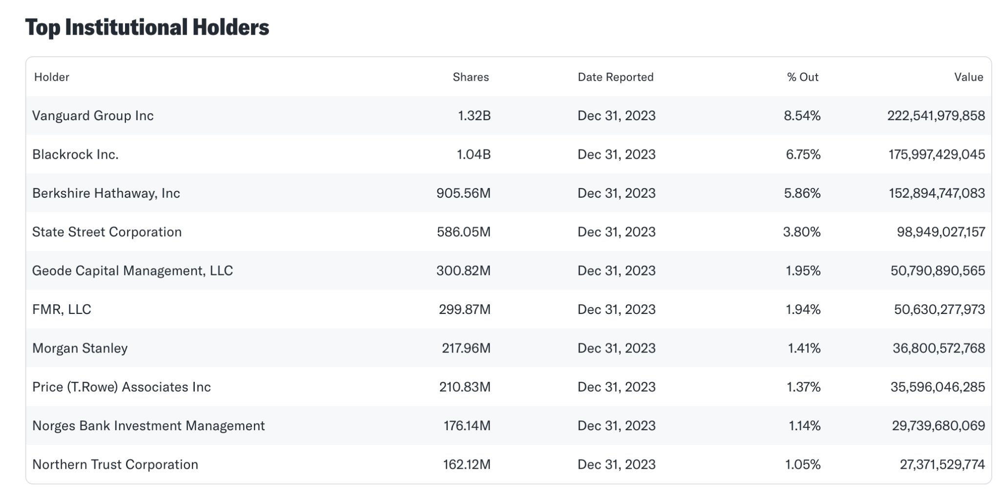 Top Institutional Holders
Holder Shares Date Reported % Out Value
Vanguard Group Inc 1.32B Dec 31, 2023 8.54% 222,541,979,858
Blackrock Inc. 1.04B Dec 31, 2023 6.75% 175,997,429,045
Berkshire Hathaway, Inc 905.56M Dec 31, 2023 5.86% 152,894,747,083
State Street Corporation 586.05M Dec 31, 2023 3.80% 98,949,027,157
Geode Capital Management, LLC 300.82M Dec 31, 2023 1.95% 50,790,890,565
FMR, LLC 299.87M Dec 31, 2023 1.94% 50,630,277,973
Morgan Stanley 217.96M Dec 31, 2023 1.41% 36,800,572,768
Price (T.Rowe) Associates Inc 210.83M Dec 31, 2023 1.37% 35,596,046,285
Norges Bank Investment Management 176.14M Dec 31, 2023 1.14% 29,739,680,069
Northern Trust Corporation 162.12M Dec 31, 2023 1.05% 27,371,529,774